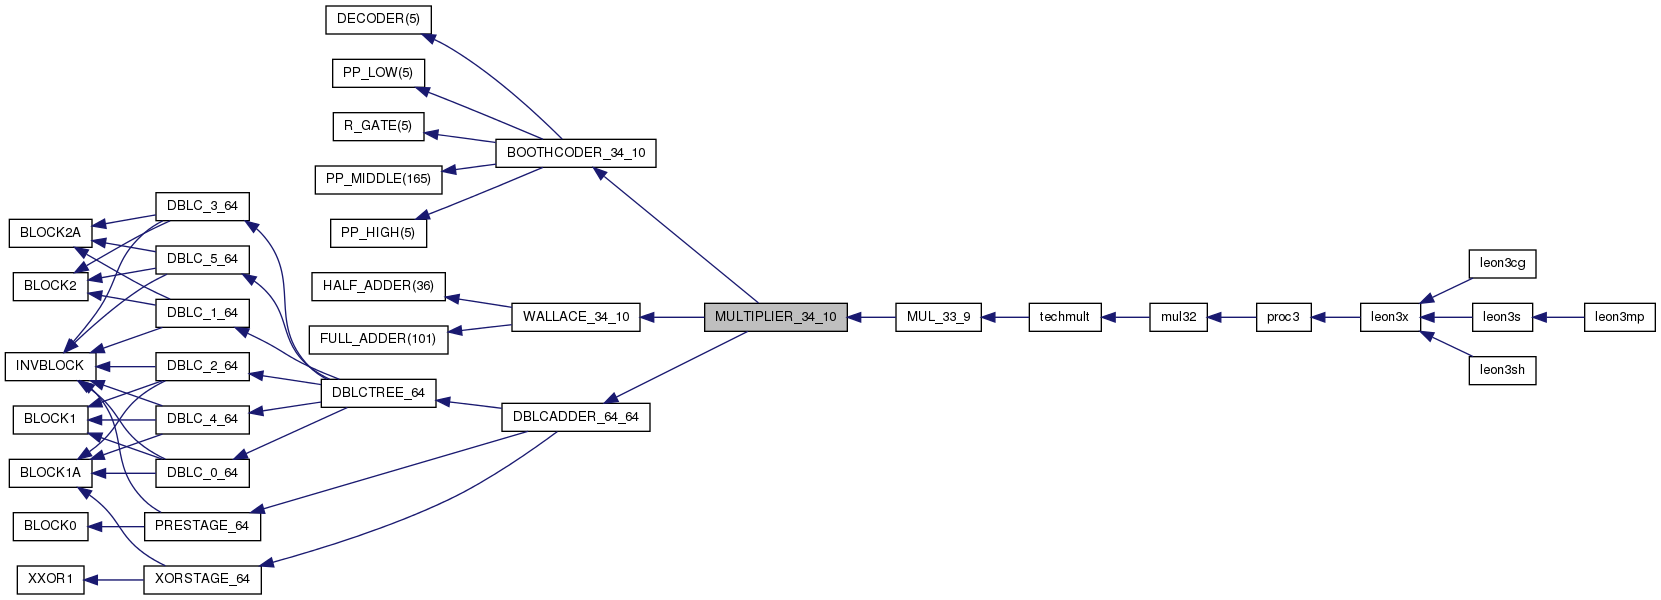 DECODER(5)
PP_LOW(5)
R_GATE(5)
BOOTHCODER_34_10
PP_MIDDLE(165)
DBLC_3_64
BLOCK2A
PP_HIGH(5)
DBLC_5_64
leon3cg
BLOCK2
HALF_ADDER(36)
DBLC_1_64
WALLACE_34_10
MULTIPLIER_34_10
MUL_33_9
techmult
mul32
proc3
leon3x
leon3s
leon3mp
FULL_ADDER(101)
INVBLOCK
DBLC_2_64
leon3sh
DBLCTREE_64
BLOCK1
DBLC_4_64
DBLCADDER_64_64
BLOCK1A
DBLC_0_64
BLOCK0
PRESTAGE_64
XXOR1
XORSTAGE_64